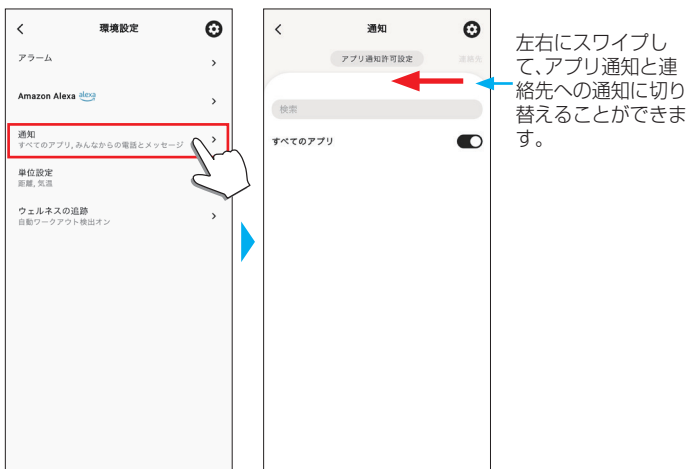 環境設定
アラーム
Amazon Alexa alexa
通知
すべてのアプリ, みんなからの電話とメッセージ
単位設定
距離, 気温
ウェルネスの追跡
自動ワークアウト検出オン
通知
アプリ通知許可設定 連絡先
検索
すべてのアプリ
左右にスワイプし
て、アプリ通知と連
絡先への通知に切り
替えることができま
す。